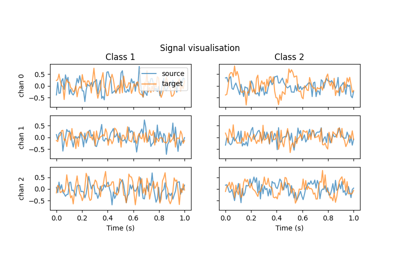 Signal visualisation
Class 1
Class 2
source
target
chan 0
0.5
0.0
−0.5
chan 1
0.5
0.0
−0.5
chan 2
0.5
0.0
−0.5
0.0 0.2 0.4 0.6 0.8 1.0
0.0 0.2 0.4 0.6 0.8 1.0
Time (s)
Time (s)